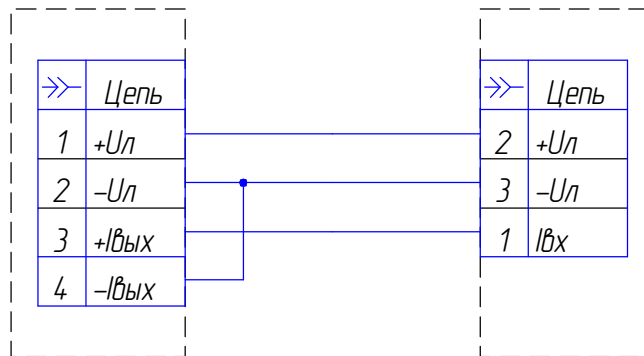 Цепь
1 +Uл
2 –Uл
3 +Iвых
4 –Iвых
Цепь
2 +Uл
3 –Uл
1 Iвх